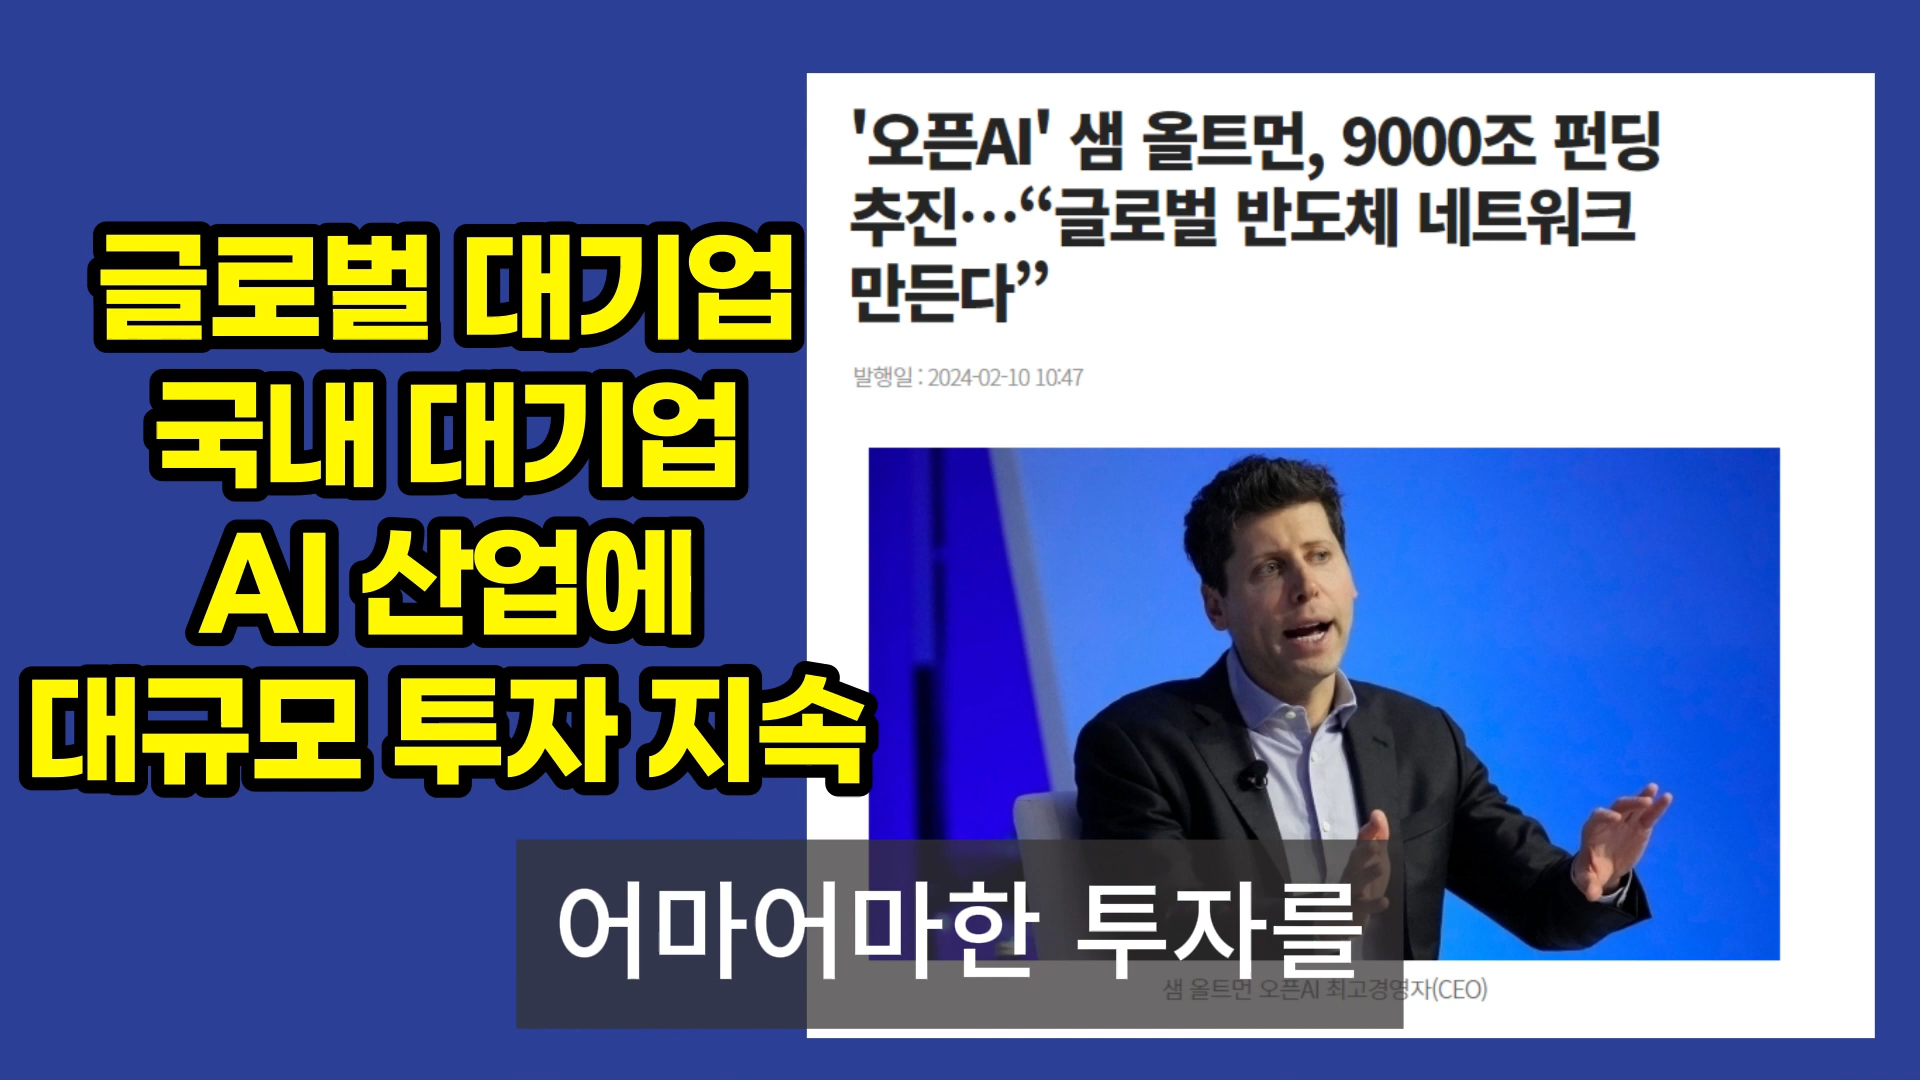 글로벌 대기업
국내 대기업
AI 산업에
대규모 투자 지속
'오픈AI' 샘 올트먼, 9000조 펀딩
추진…“글로벌 반도체 네트워크
만든다”
발행일 : 2024-02-10 10:47
샘 올트먼 오픈AI 최고경영자(CEO)
어마어마한 투자를